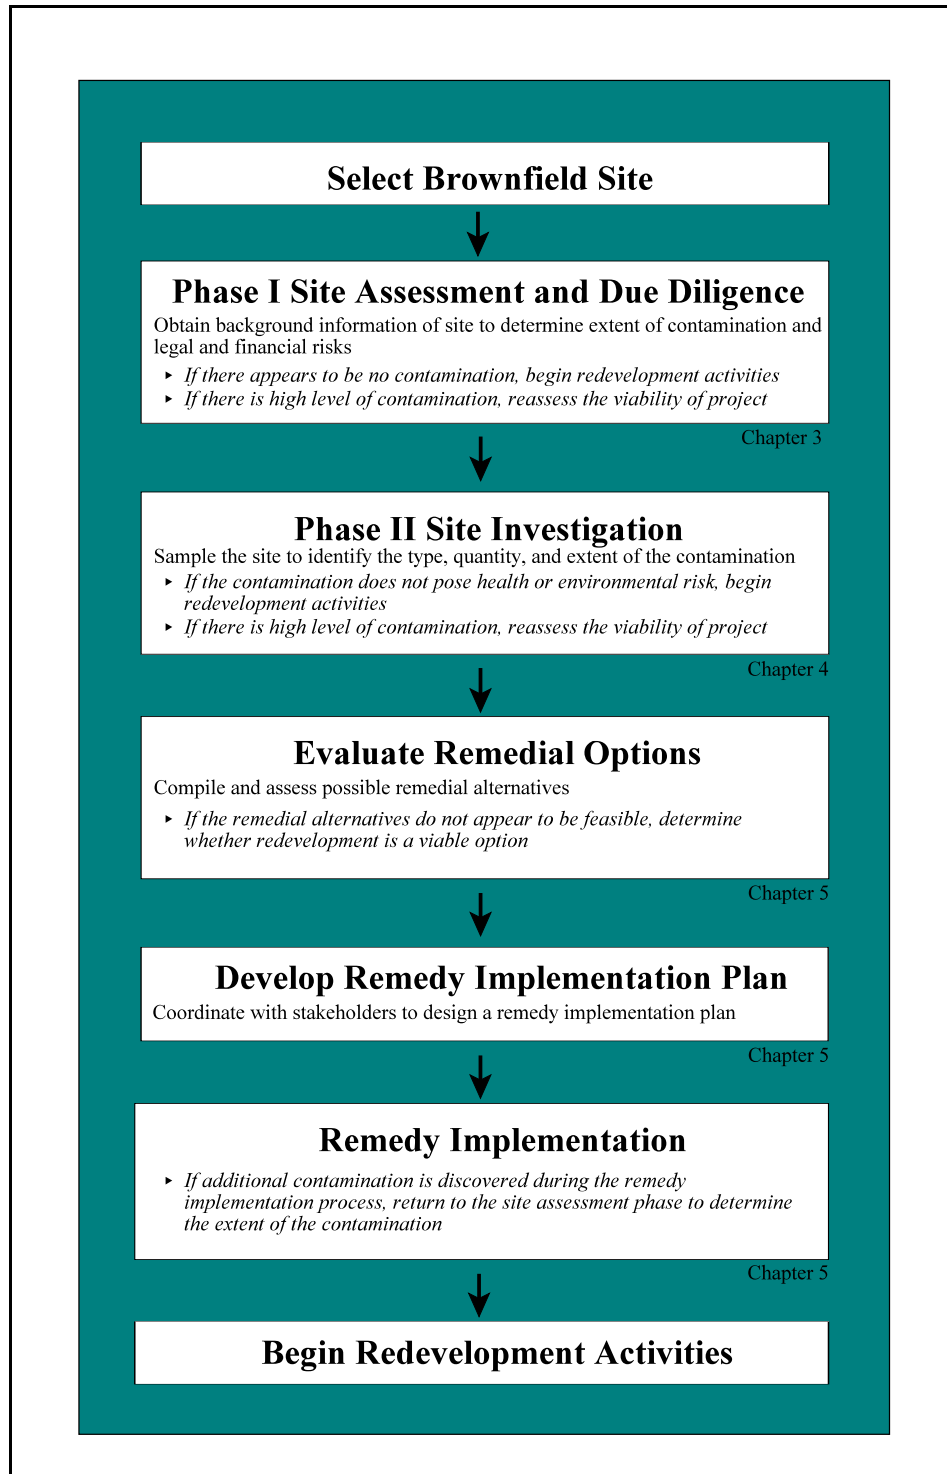 Select Brownfield Site
Phase I Site Assessment and Due Diligence
Obtain background information of site to determine extent of contamination and
legal and financial risks
‣ If there appears to be no contamination, begin redevelopment activities
‣ If there is high level of contamination, reassess the viability of project
Chapter 3
Phase II Site Investigation
Sample the site to identify the type, quantity, and extent of the contamination
‣ If the contamination does not pose health or environmental risk, begin
redevelopment activities
‣ If there is high level of contamination, reassess the viability of project
Chapter 4
Evaluate Remedial Options
Compile and assess possible remedial alternatives
‣ If the remedial alternatives do not appear to be feasible, determine
whether redevelopment is a viable option
Chapter 5
Develop Remedy Implementation Plan
Coordinate with stakeholders to design a remedy implementation plan
Chapter 5
Remedy Implementation
‣ If additional contamination is discovered during the remedy
implementation process, return to the site assessment phase to determine
the extent of the contamination
Chapter 5
Begin Redevelopment Activities